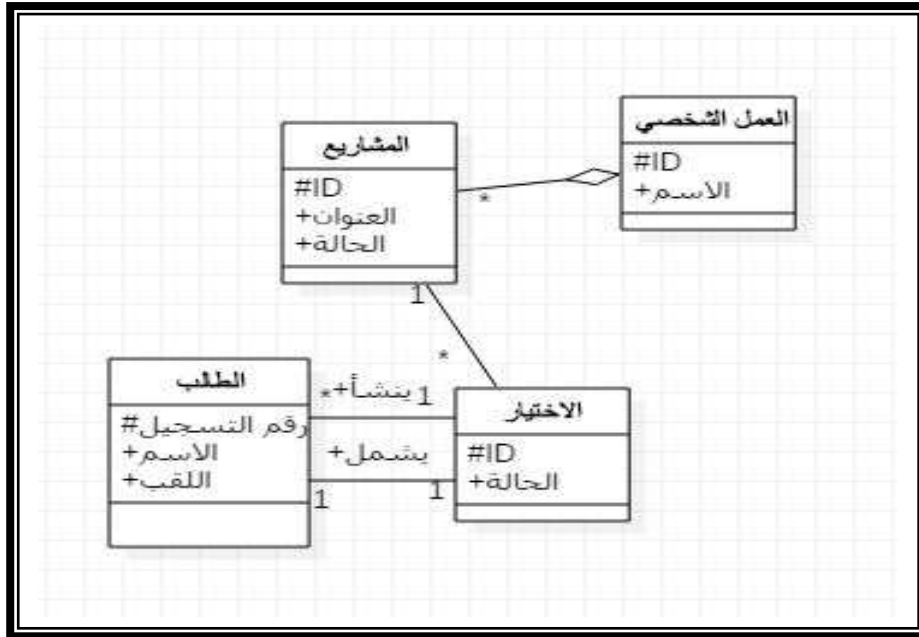 العمل الشخصي
#ID
+الاسم
المشاريع
#ID
+العنوان
+الحالة
*
1
*
الطالب
#رقم التسجيل
+الاسم
+اللقب
* +ينشأ 1
+يشمل
1 1
الاختيار
#ID
+الحالة